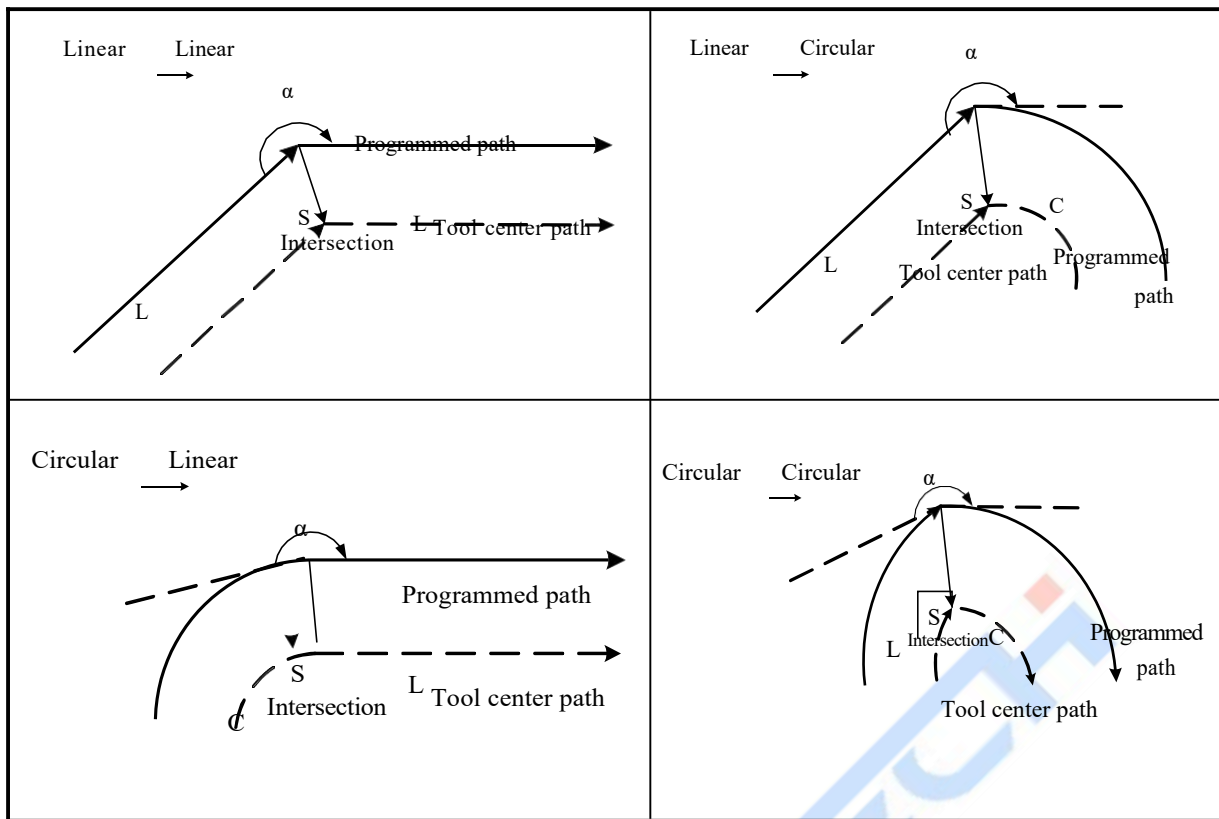 Linear Linear
α
Programmed path
S
L Tool center path
Intersection
L
Linear Circular
α
S C
Intersection
L Tool center path Programmed
path
Circular Linear
α
Programmed path
S
L Tool center path
Intersection
C
Circular Circular
α
S
Intersection C Programmed
L
path
Tool center path